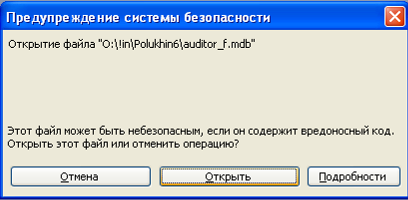 Предупреждение системы безопасности
Открытие файла "O:\!in\Polukhin6\auditor_f.mdb"
Этот файл может быть небезопасным, если он содержит вредоносный код.
Открыть этот файл или отменить операцию?
Отмена
Открыть
Подробности